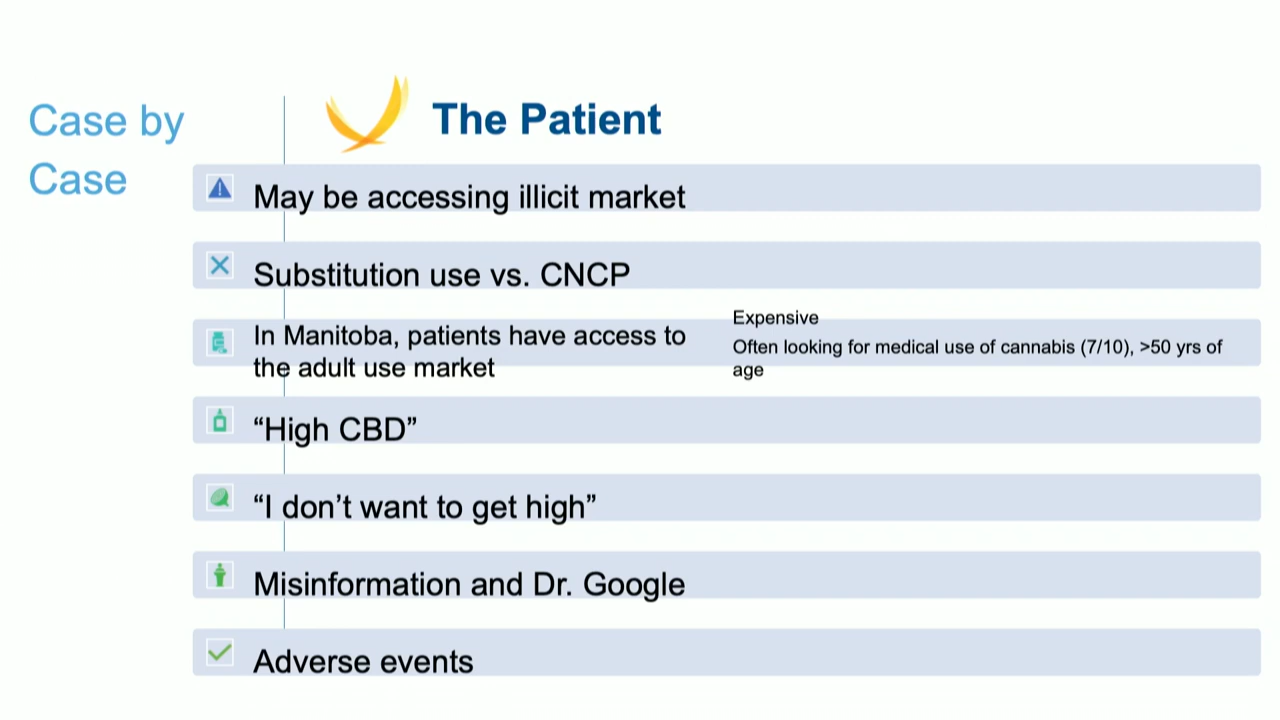 Case by
Case
The Patient
May be accessing illicit market
Substitution use vs. CNCP
In Manitoba, patients have access to
the adult use market
Expensive
Often looking for medical use of cannabis (7/10), >50 yrs of
age
“High CBD”
“I don’t want to get high”
Misinformation and Dr. Google
Adverse events